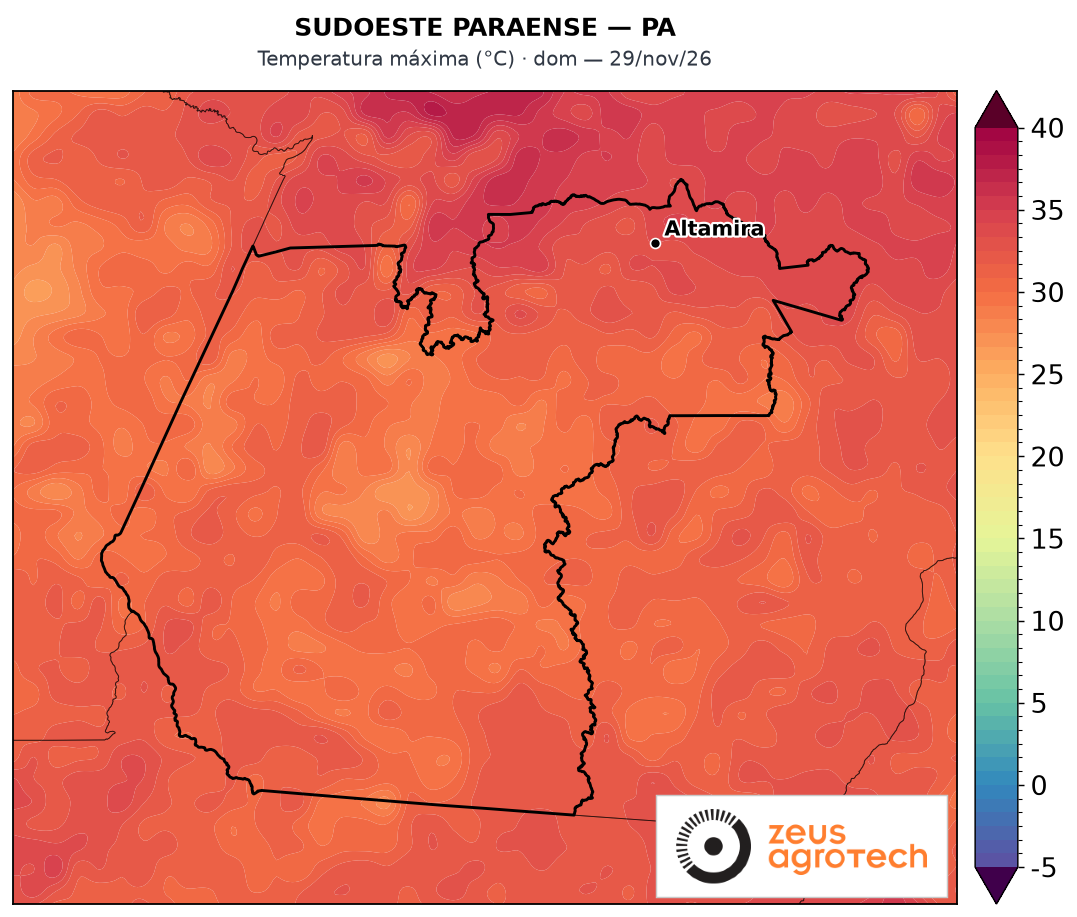 SUDOESTE PARAENSE — PA
Temperatura máxima (°C) · dom — 29/nov/26
Altamira
40
35
30
25
20
15
10
5
0
-5
zeus
agrotech